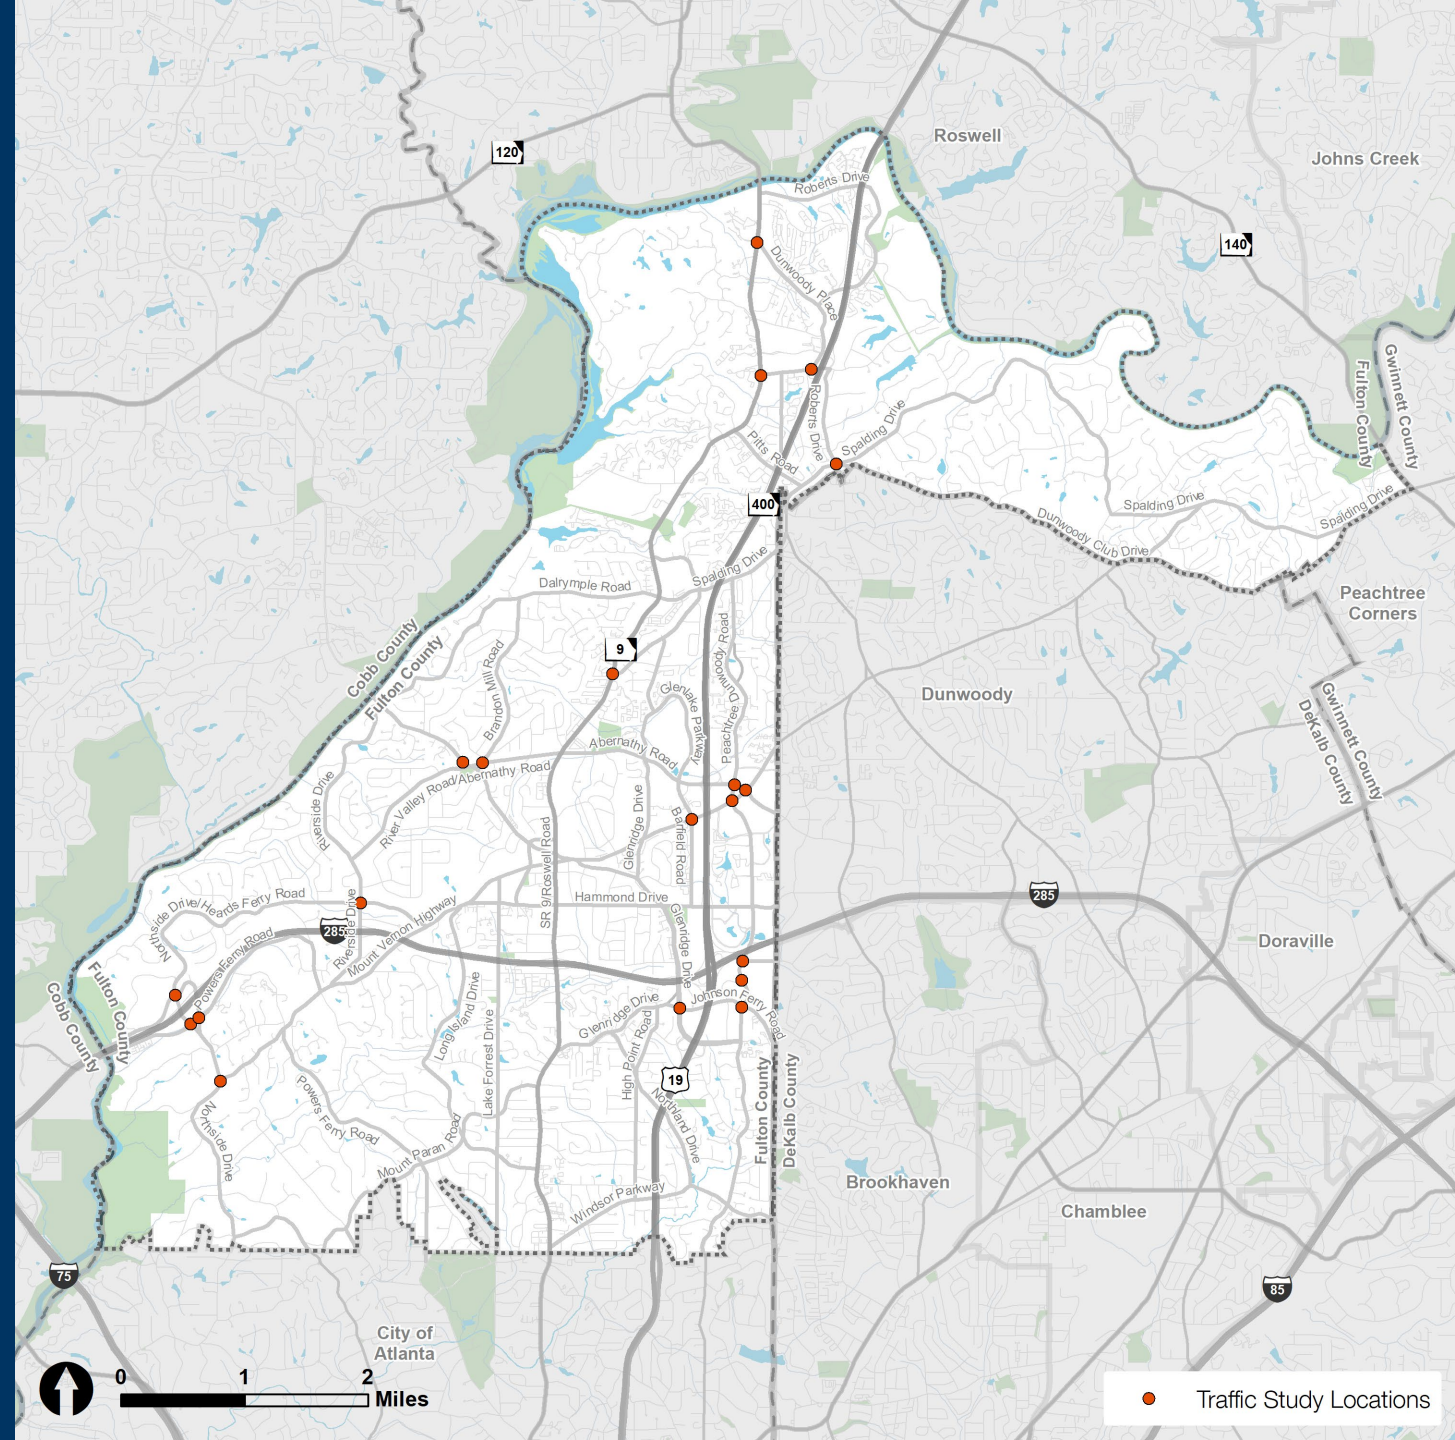 Roswell
Johns Creek
120
140
Roberts Drive
Dunwoody Place
Fulton County
Gwinnett County
Roberts Drive
Spalding Drive
Pitts Road
400
Spalding Drive
Spalding Drive
Dunwoody Club Drive
Spalding Drive
Dalrymple Road
Peachtree
Corners
Cobb County
Fulton County
9
Brandon Mill Road
Glenlake Parkway
Peachtree Dunwoody Road
Dunwoody
Gwinnett County
DeKalb County
Abernathy Road
River Valley Road/Abernathy Road
Riverside Drive
Glenridge Drive
Barfield Road
SR 9/Roswell Road
Northside Drive/Heards Ferry Road
Hammond Drive
285
285
Riverside Drive
Mount Vernon Highway
Powers Ferry Road
Glenridge Drive
Doraville
Fulton County
Cobb County
Long Island Drive
Lake Forrest Drive
Glenridge Drive
Johnson Ferry Road
High Point Road
19
Northland Drive
Fulton County
DeKalb County
Northside Drive
Powers Ferry Road
Mount Paran Road
Windsor Parkway
Brookhaven
Chamblee
75
85
City of
Atlanta
0 1 2
Miles
Traffic Study Locations